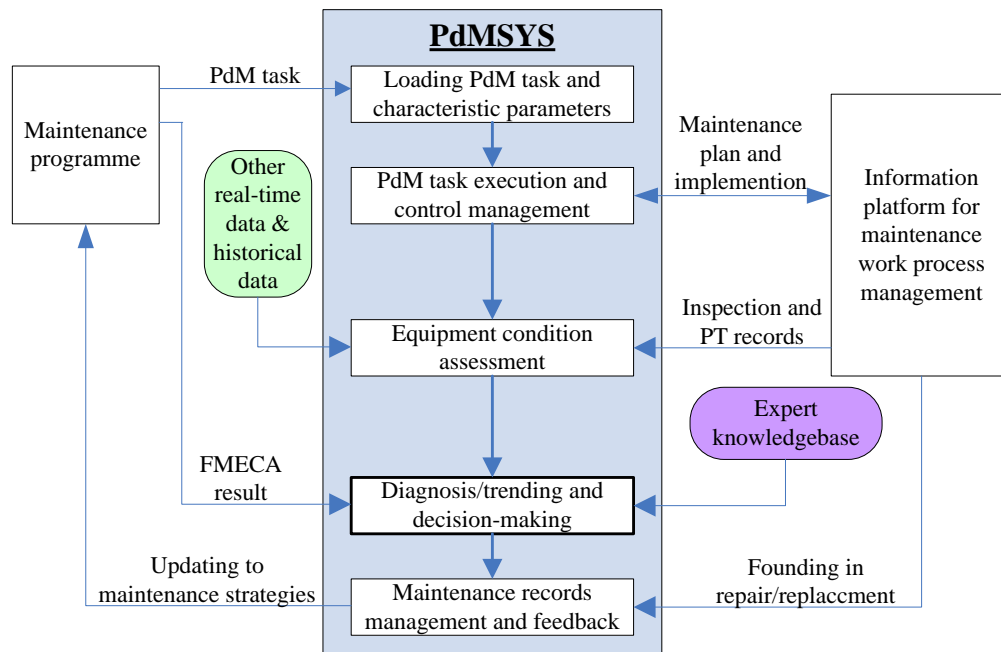 PdMSYS
PdM task
Loading PdM task and
characteristic parameters
Maintenance
programme
Other
real-time
data &
historical
data
PdM task execution and
control management
Maintenance
plan and
implemention
Information
platform for
maintenance
work process
management
Equipment condition
assessment
Inspection and
PT records
Expert
knowledgebase
FMECA
result
Diagnosis/trending and
decision-making
Updating to
maintenance strategies
Maintenance records
management and feedback
Founding in
repair/replaccment